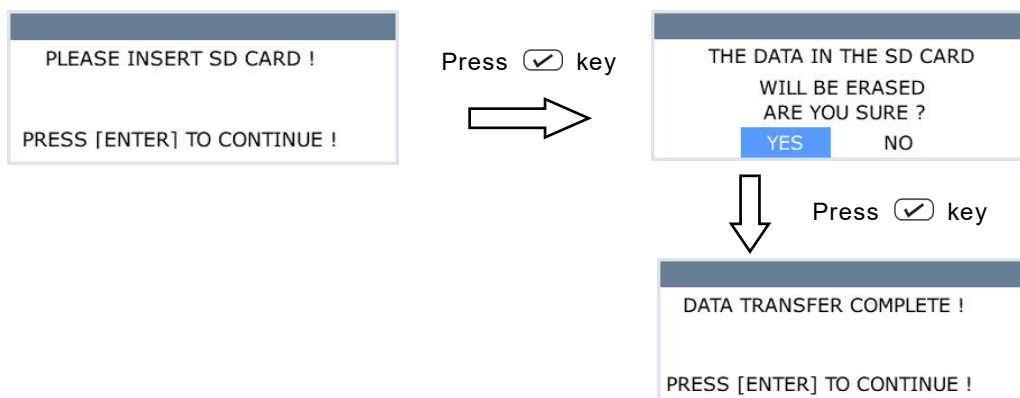 PLEASE INSERT SD CARD !
PRESS [ENTER] TO CONTINUE !
Press key
THE DATA IN THE SD CARD
WILL BE ERASED
ARE YOU SURE ?
YES NO
Press key
DATA TRANSFER COMPLETE !
PRESS [ENTER] TO CONTINUE !